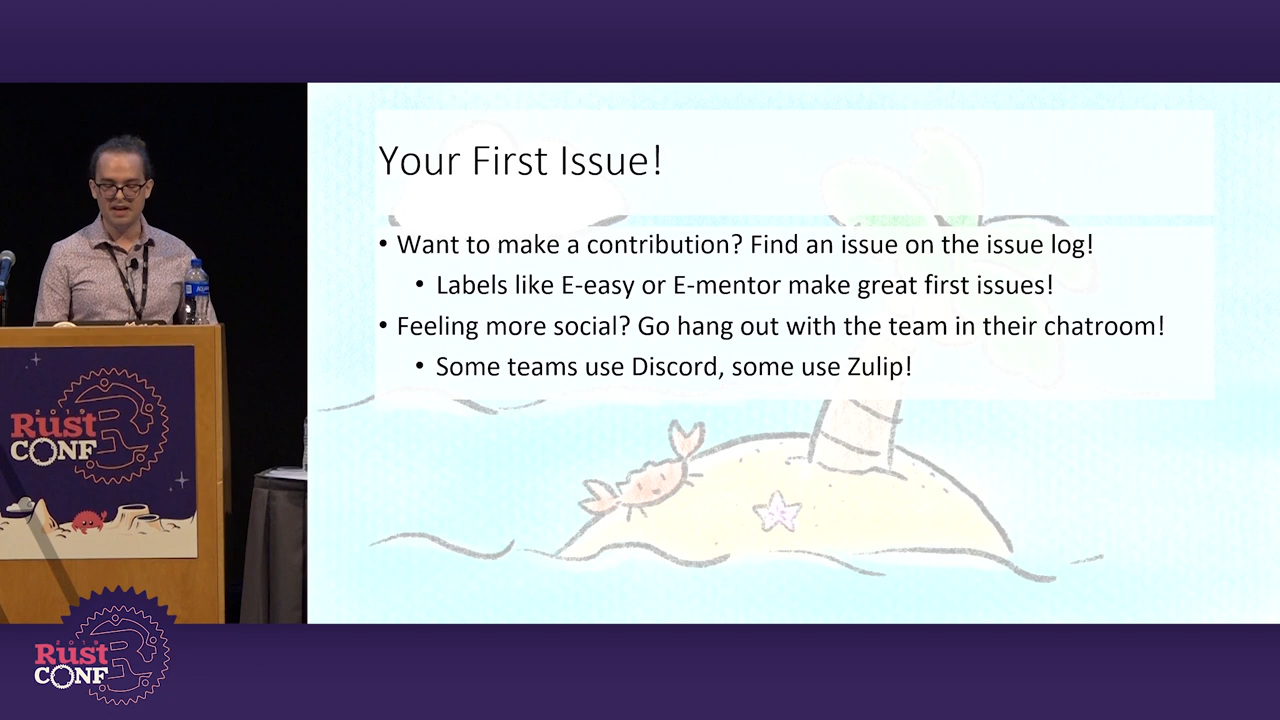 Your First Issue!
• Want to make a contribution? Find an issue on the issue log!
• Labels like E-easy or E-mentor make great first issues!
• Feeling more social? Go hang out with the team in their chatroom!
• Some teams use Discord, some use Zulip!
2019
Rust
CONF
R
2019
Rust
CONF
R